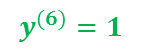 y⁽⁶⁾ = 1